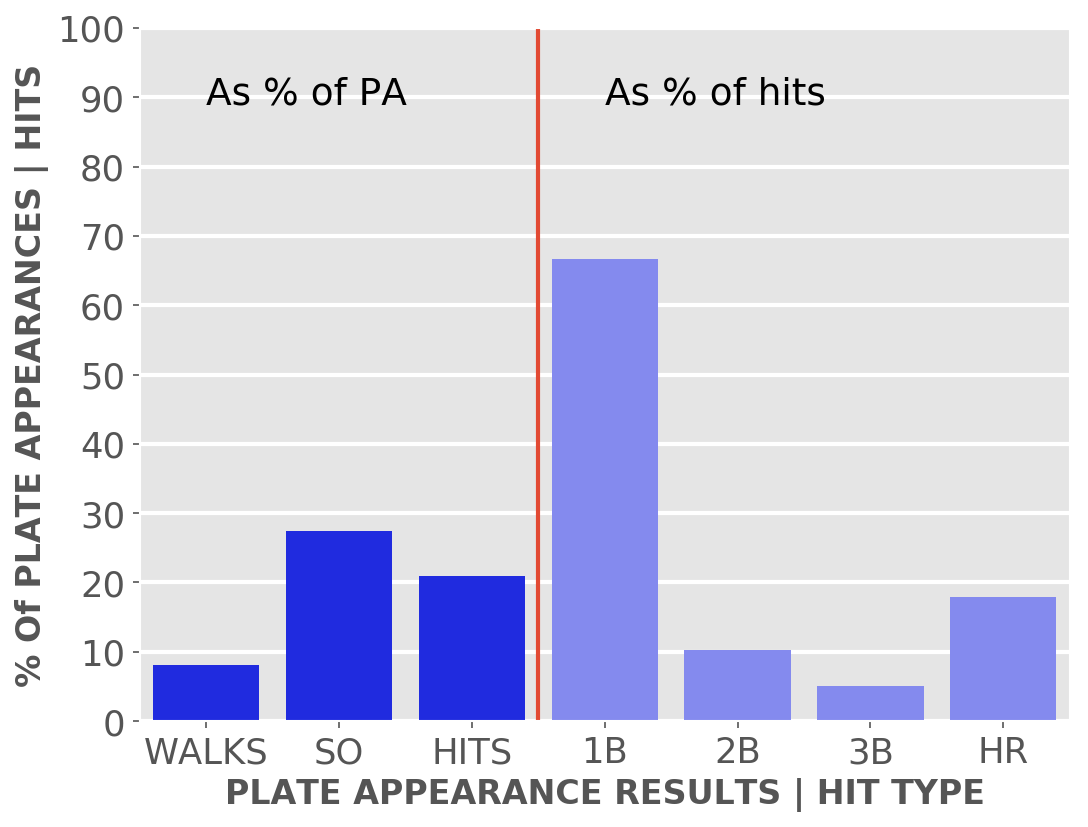 % Of PLATE APPEARANCES | HITS
100
90
80
70
60
50
40
30
20
10
0
As % of PA
As % of hits
WALKS SO HITS 1B 2B 3B HR
PLATE APPEARANCE RESULTS | HIT TYPE